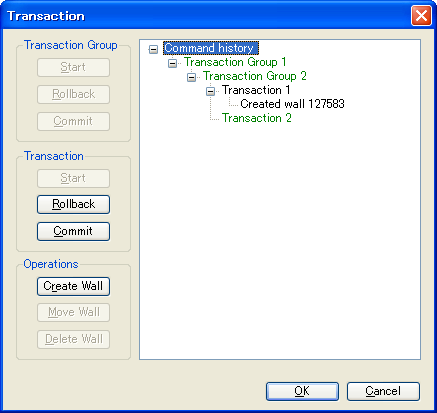 Transaction
Transaction Group
Start
Rollback
Commit
Transaction
Start
Rollback
Commit
Operations
Create Wall
Move Wall
Delete Wall
Command history
Transaction Group 1
Transaction Group 2
Transaction 1
Created wall 127583
Transaction 2
OK
Cancel